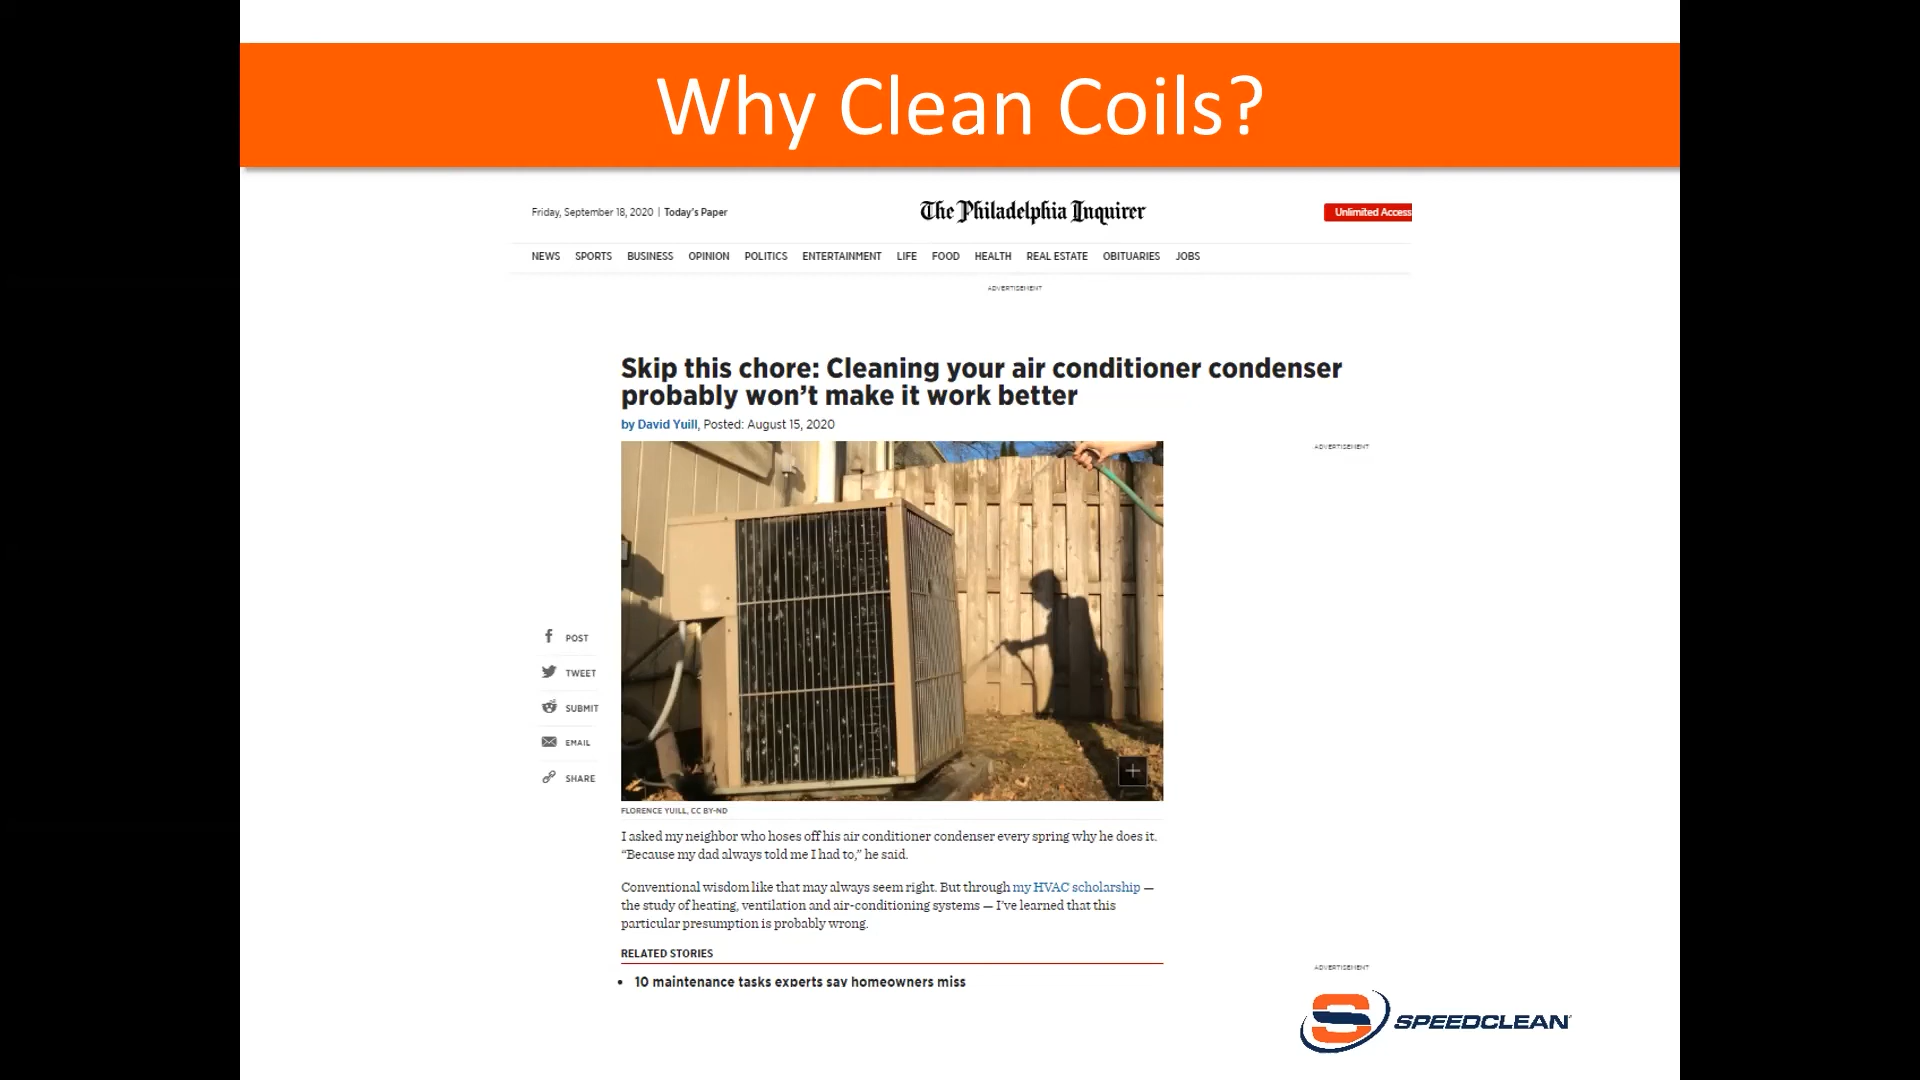 Why Clean Coils?
Friday, September 18, 2020 | Today's Paper
The Philadelphia Inquirer
Unlimited Access
NEWS SPORTS BUSINESS OPINION POLITICS ENTERTAINMENT LIFE FOOD HEALTH REAL ESTATE OBITUARIES JOBS
ADVERTISEMENT
Skip this chore: Cleaning your air conditioner condenser
probably won’t make it work better
by David Yuill, Posted: August 15, 2020
ADVERTISEMENT
POST
TWEET
SUBMIT
EMAIL
SHARE
FLORENCE YUILL, CC BY-ND
I asked my neighbor who hoses off his air conditioner condenser every spring why he does it.
“Because my dad always told me I had to,” he said.
Conventional wisdom like that may always seem right. But through my HVAC scholarship —
the study of heating, ventilation and air-conditioning systems — I’ve learned that this
particular presumption is probably wrong.
RELATED STORIES
• 10 maintenance tasks experts say homeowners miss
ADVERTISEMENT
SPEEDCLEAN